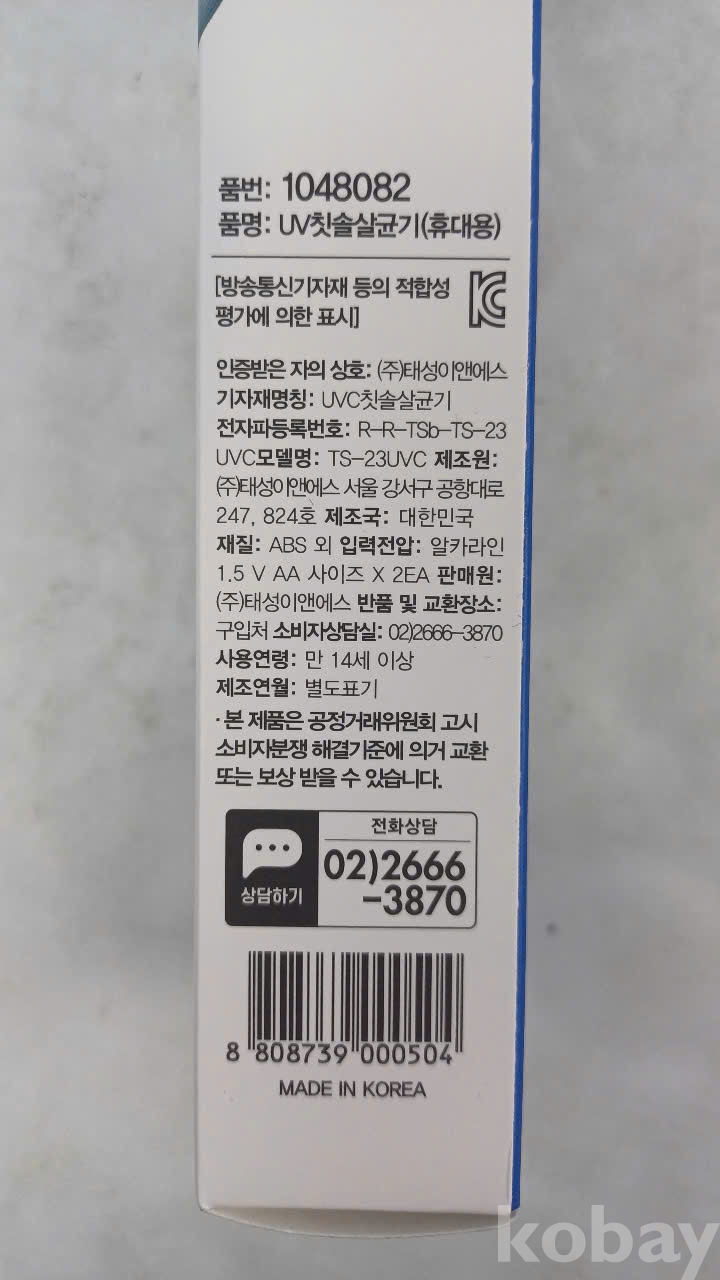 품번: 1048082
품명: UV칫솔살균기(휴대용)
[방송통신기자재 등의 적합성
평가에 의한 표시]
인증받은 자의 상호: (주)태성이앤에스
기자재명칭: UVC칫솔살균기
전자파등록번호: R-R-TSb-TS-23
UVC모델명: TS-23UVC 제조원:
(주)태성이앤에스 서울 강서구 공항대로
247, 824호 제조국: 대한민국
재질: ABS 외 입력전압: 알카라인
1.5 V AA 사이즈 X 2EA 판매원:
(주)태성이앤에스 반품 및 교환장소:
구입처 소비자상담실: 02)2666-3870
사용연령: 만 14세 이상
제조연월: 별도표기
·본 제품은 공정거래위원회 고시
소비자분쟁 해결기준에 의거 교환
또는 보상 받을 수 있습니다.
상담하기
전화상담
02)2666
-3870
8 808739 000504
MADE IN KOREA
kobay